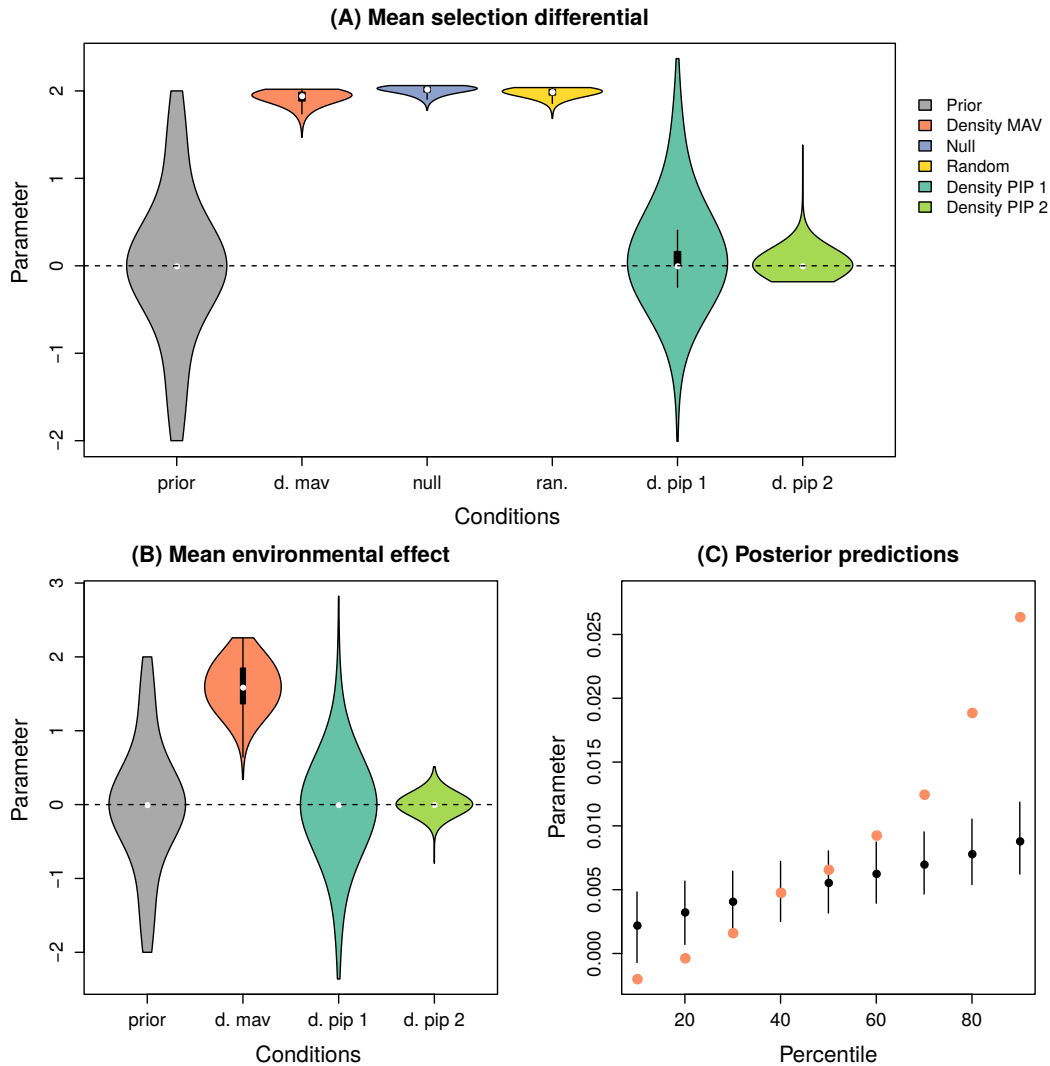 (A) Mean selection differential
Parameter
2
1
0
−1
−2
prior d. mav null ran. d. pip 1 d. pip 2
Conditions
Prior
Density MAV
Null
Random
Density PIP 1
Density PIP 2
(B) Mean environmental effect
Parameter
3
2
1
0
−1
−2
prior d. mav d. pip 1 d. pip 2
Conditions
(C) Posterior predictions
Parameter
0.025
0.020
0.015
0.010
0.005
0.000
20 40 60 80
Percentile